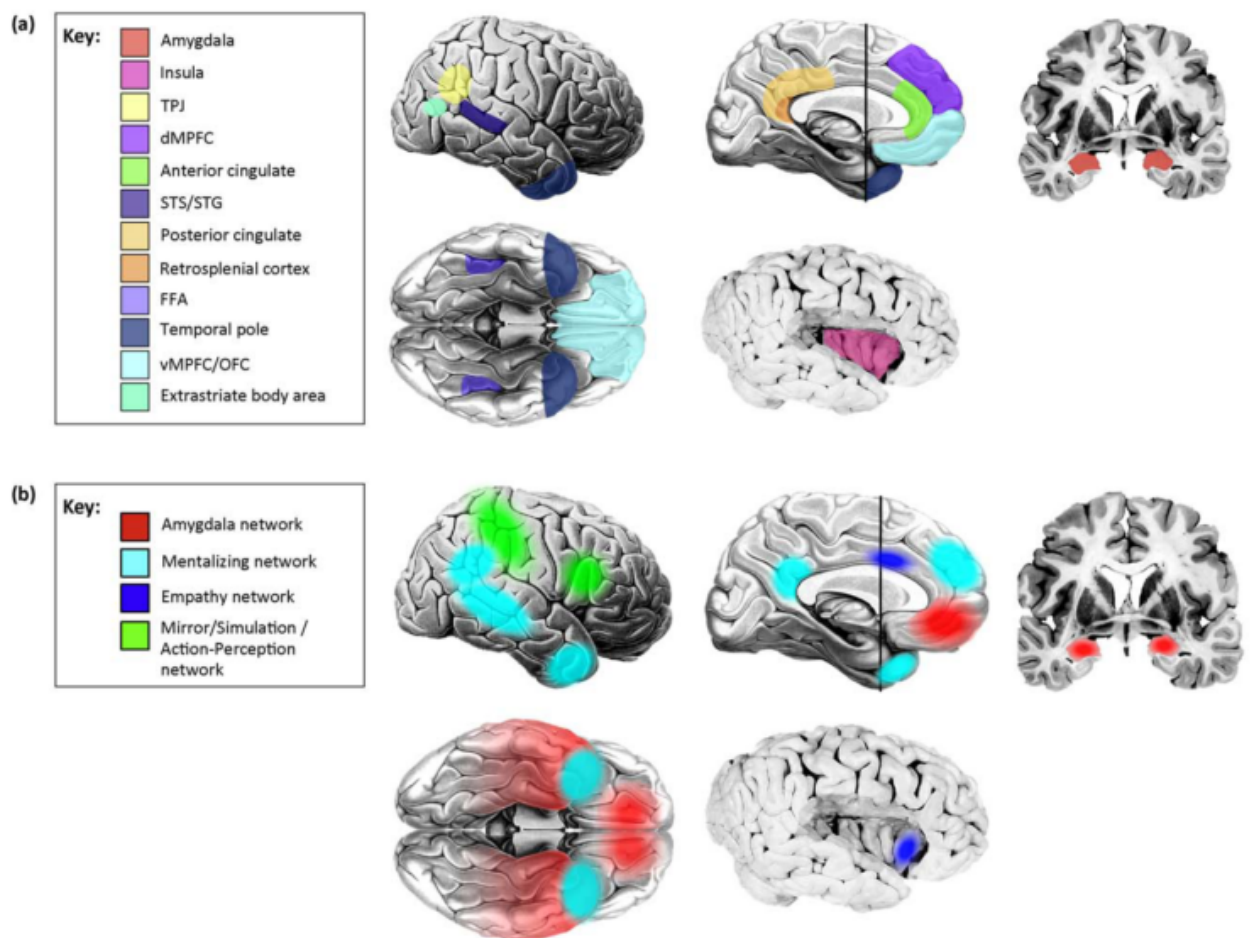 (a)
Key:
Amygdala
Insula
TPJ
dMPFC
Anterior cingulate
STS/STG
Posterior cingulate
Retrosplenial cortex
FFA
Temporal pole
vMPFC/OFC
Extrastriate body area
(b)
Key:
Amygdala network
Mentalizing network
Empathy network
Mirror/Simulation /
Action-Perception
network